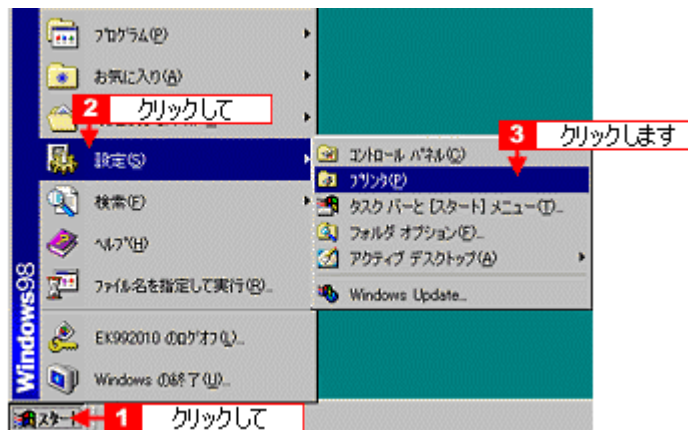 プログラム(P)
お気に入り(A)
2 クリックして
設定(S)
検索(F)
ヘルプ(H)
ファイル名を指定して実行(R)...
EK992010 のログオフ(L)...
Windows の終了(U)...
Windows98
スタート
1 クリックして
3 クリックします
コントロール パネル(C)
プリンタ(P)
タスク バーと [スタート] メニュー(T)...
フォルダ オプション(F)...
アクティブ デスクトップ(A)
Windows Update...